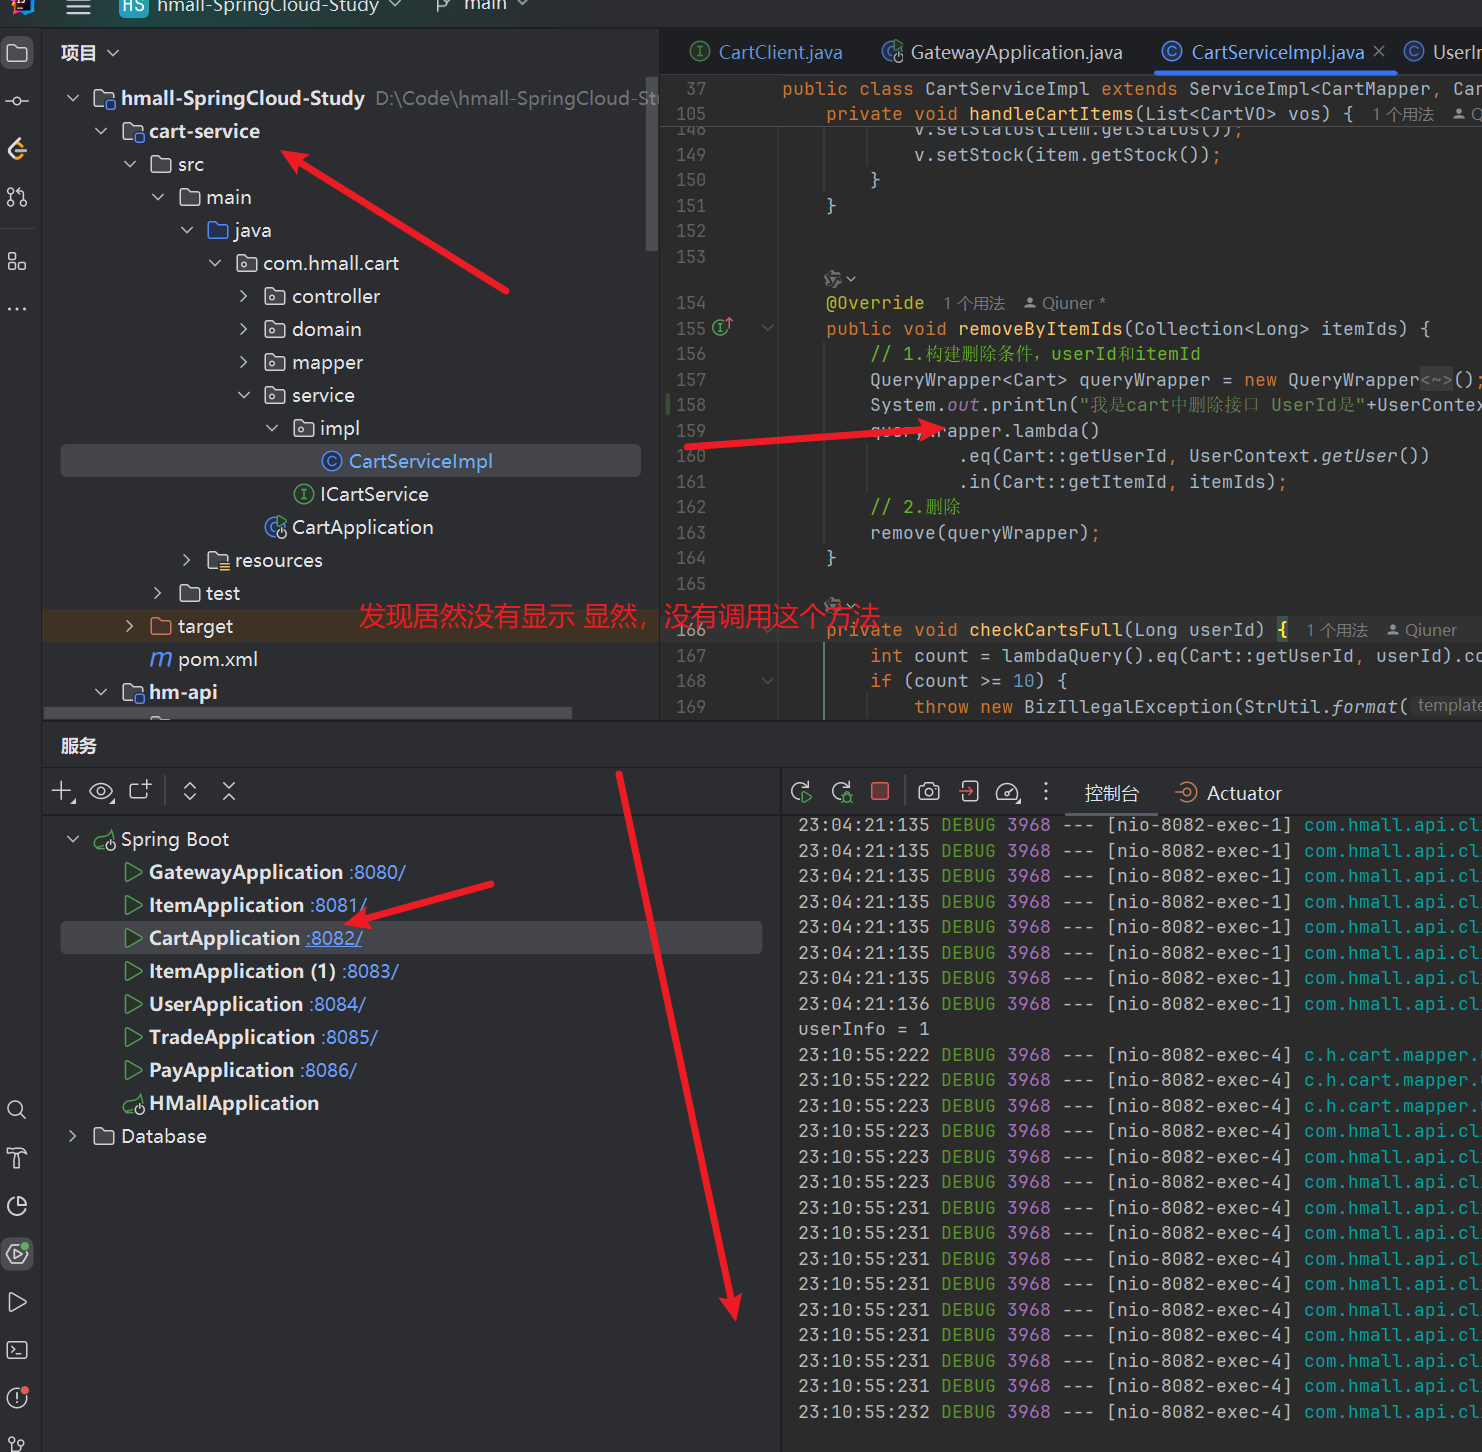 HS hmall-SpringCloud-Study main
项目
hmall-SpringCloud-Study D:\Code\hmall-SpringCloud-St
cart-service
src
main
java
com.hmall.cart
controller
domain
mapper
service
impl
CartServiceImpl
ICartService
CartApplication
resources
test
target
pom.xml
hm-api
发现居然没有显示 显然，没有调用这个方法
CartClient.java GatewayApplication.java CartServiceImpl.java UserI
37 public class CartServiceImpl extends ServiceImpl<CartMapper, Car
105 private void handleCartItems(List<CartVO> vos) { 1 个用法
148 v.setStatus(item.getStatus());
149 v.setStock(item.getStock());
150 }
151 }
152
153
154 @Override 1 个用法 Qiuner *
155 public void removeByItemIds(Collection<Long> itemIds) {
156 // 1.构建删除条件，userId和itemId
157 QueryWrapper<Cart> queryWrapper = new QueryWrapper<~>();
158 System.out.println("我是cart中删除接口 UserId是"+UserConte
159 queryWrapper.lambda()
160 .eq(Cart::getUserId, UserContext.getUser())
161 .in(Cart::getItemId, itemIds);
162 // 2.删除
163 remove(queryWrapper);
164 }
165
166 private void checkCartsFull(Long userId) { 1 个用法 Qiuner
167 int count = lambdaQuery().eq(Cart::getUserId, userId).co
168 if (count >= 10) {
169 throw new BizIllegalException(StrUtil.format( template
服务
Spring Boot
GatewayApplication :8080/
ItemApplication :8081/
CartApplication :8082/
ItemApplication (1) :8083/
UserApplication :8084/
TradeApplication :8085/
PayApplication :8086/
HMallApplication
Database
控制台 Actuator
23:04:21:135 DEBUG 3968 --- [nio-8082-exec-1] com.hmall.api.cl
23:04:21:135 DEBUG 3968 --- [nio-8082-exec-1] com.hmall.api.cl
23:04:21:135 DEBUG 3968 --- [nio-8082-exec-1] com.hmall.api.cl
23:04:21:135 DEBUG 3968 --- [nio-8082-exec-1] com.hmall.api.cl
23:04:21:135 DEBUG 3968 --- [nio-8082-exec-1] com.hmall.api.cl
23:04:21:135 DEBUG 3968 --- [nio-8082-exec-1] com.hmall.api.cl
23:04:21:135 DEBUG 3968 --- [nio-8082-exec-1] com.hmall.api.cl
23:04:21:136 DEBUG 3968 --- [nio-8082-exec-1] com.hmall.api.cl
userInfo = 1
23:10:55:222 DEBUG 3968 --- [nio-8082-exec-4] c.h.cart.mapper.
23:10:55:222 DEBUG 3968 --- [nio-8082-exec-4] c.h.cart.mapper.
23:10:55:223 DEBUG 3968 --- [nio-8082-exec-4] c.h.cart.mapper.
23:10:55:223 DEBUG 3968 --- [nio-8082-exec-4] com.hmall.api.cl
23:10:55:223 DEBUG 3968 --- [nio-8082-exec-4] com.hmall.api.cl
23:10:55:223 DEBUG 3968 --- [nio-8082-exec-4] com.hmall.api.cl
23:10:55:231 DEBUG 3968 --- [nio-8082-exec-4] com.hmall.api.cl
23:10:55:231 DEBUG 3968 --- [nio-8082-exec-4] com.hmall.api.cl
23:10:55:231 DEBUG 3968 --- [nio-8082-exec-4] com.hmall.api.cl
23:10:55:231 DEBUG 3968 --- [nio-8082-exec-4] com.hmall.api.cl
23:10:55:231 DEBUG 3968 --- [nio-8082-exec-4] com.hmall.api.cl
23:10:55:231 DEBUG 3968 --- [nio-8082-exec-4] com.hmall.api.cl
23:10:55:231 DEBUG 3968 --- [nio-8082-exec-4] com.hmall.api.cl
23:10:55:231 DEBUG 3968 --- [nio-8082-exec-4] com.hmall.api.cl
23:10:55:232 DEBUG 3968 --- [nio-8082-exec-4] com.hmall.api.cl